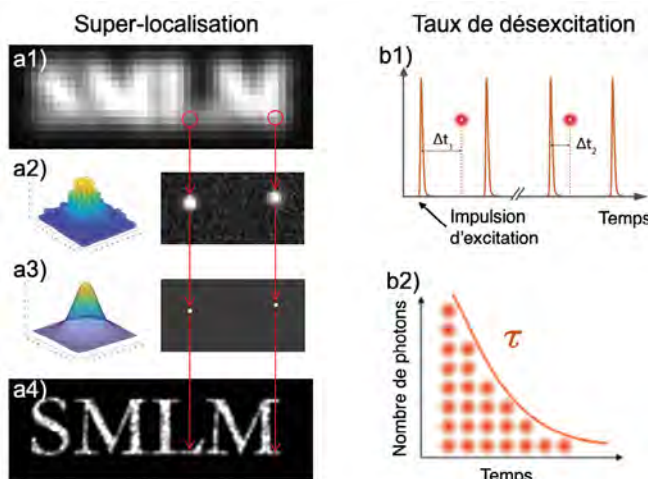 Super-localisation
a1)
a2)
a3)
a4)
SMLM
Taux de désexcitation
b1)
Δt₁
Δt₂
Impulsion
d'excitation
Temps
b2)
Nombre de photons
τ
Temps